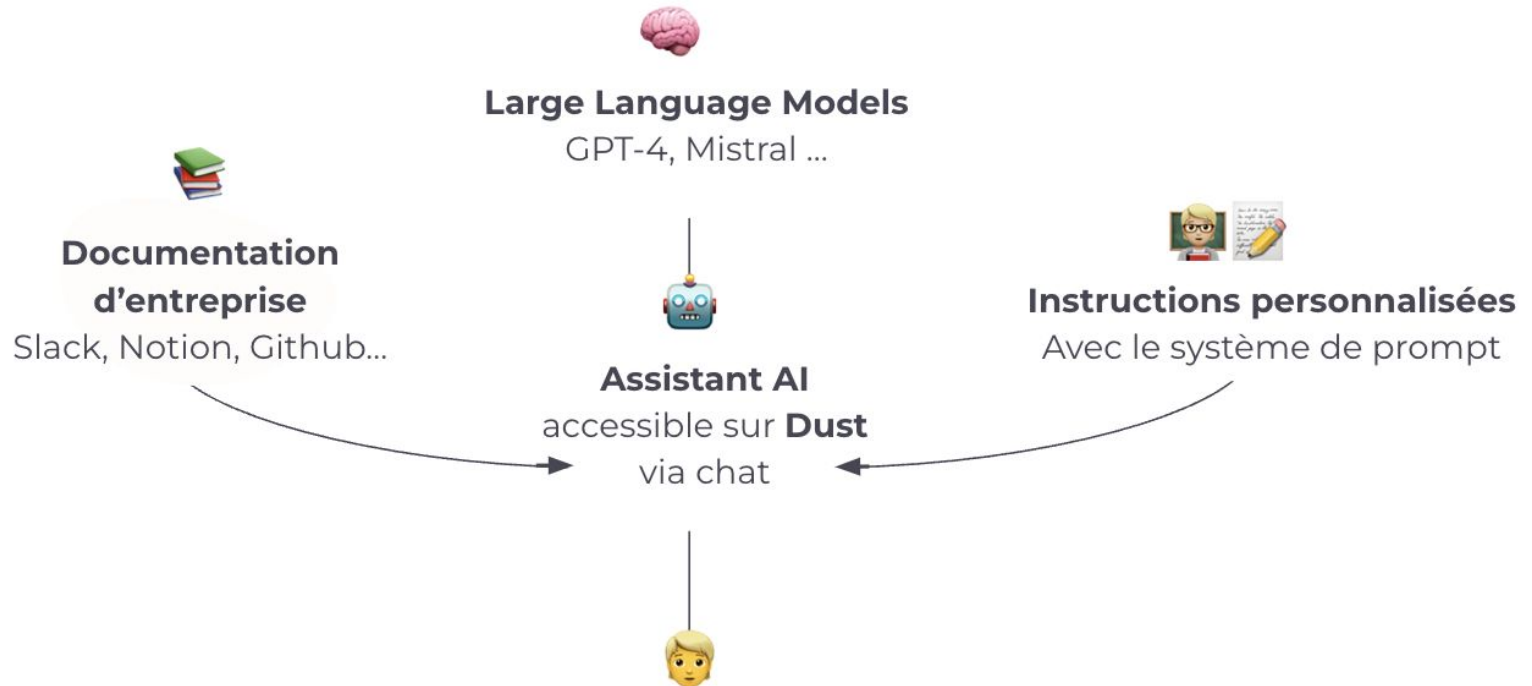 Large Language Models
GPT-4, Mistral ...
Documentation
d’entreprise
Slack, Notion, Github...
Assistant AI
accessible sur Dust
via chat
Instructions personnalisées
Avec le système de prompt